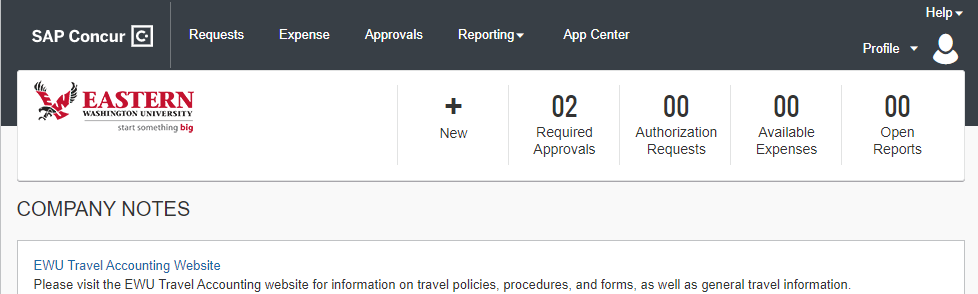 Help
SAP Concur C
Requests
Expense
Approvals
Reporting
App Center
Profile
EASTERN
WASHINGTON UNIVERSITY
start something big
+
New
02
Required
Approvals
00
Authorization
Requests
00
Available
Expenses
00
Open
Reports
COMPANY NOTES
EWU Travel Accounting Website
Please visit the EWU Travel Accounting website for information on travel policies, procedures, and forms, as well as general travel information.